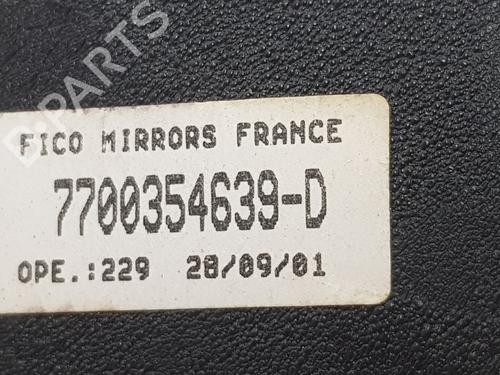 B-PARTS
FICO MIRRORS FRANCE
7700354639-D
OPE.:229 28/09/01